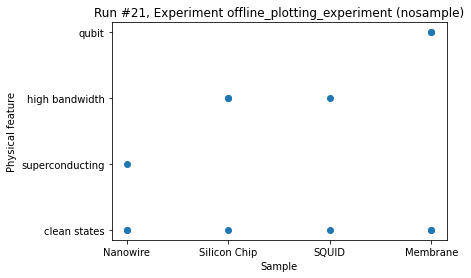 Run #21, Experiment offline_plotting_experiment (nosample)
qubit
high bandwidth
superconducting
clean states
Physical feature
Nanowire Silicon Chip SQUID Membrane
Sample